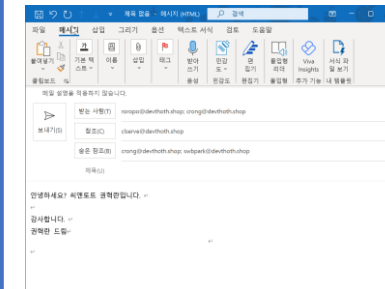 제목 없음 - 메시지 (HTML)
검색
파일 메시지 삽입 그리기 옵션 텍스트 서식 검토 도움말
붙여넣기 기본 텍스트 이름 삽입 태그 받아쓰기 민감도 편집기 몰입형 리더 Viva Insights 서식 파일 보기
클립보드 음성 민감도 편집기 몰입형 추가 기능 내 템플릿
메일 설명을 적용하지 않습니다.
보내기(S)
받는 사람(T) noropo@devthoth.shop; crong@devthoth.shop
참조(C) cbarve@devthoth.shop
숨은 참조(B) crong@devthoth.shop; webperk@devthoth.shop
제목(U)
안녕하세요? 씨앤토트 권혁란입니다.
감사합니다.
권혁란 드림